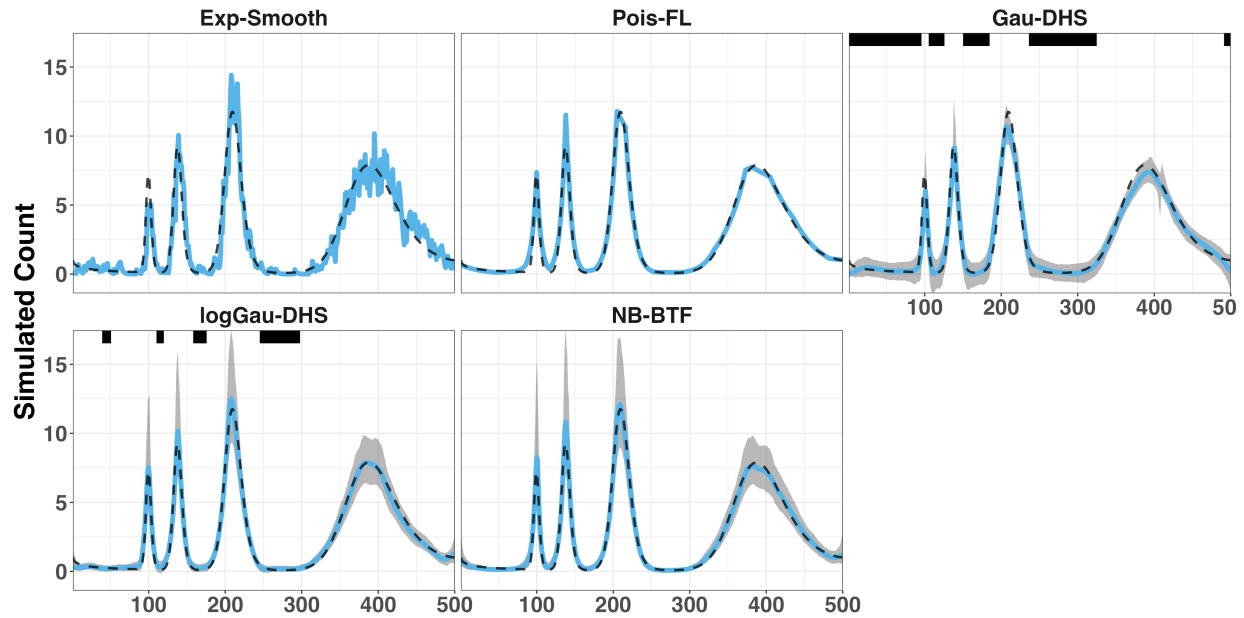 Exp-Smooth
Pois-FL
Gau-DHS
Simulated Count
15
10
5
0
100 200 300 400 50
logGau-DHS
NB-BTF
15
10
5
0
100 200 300 400 500
0 100 200 300 400 500